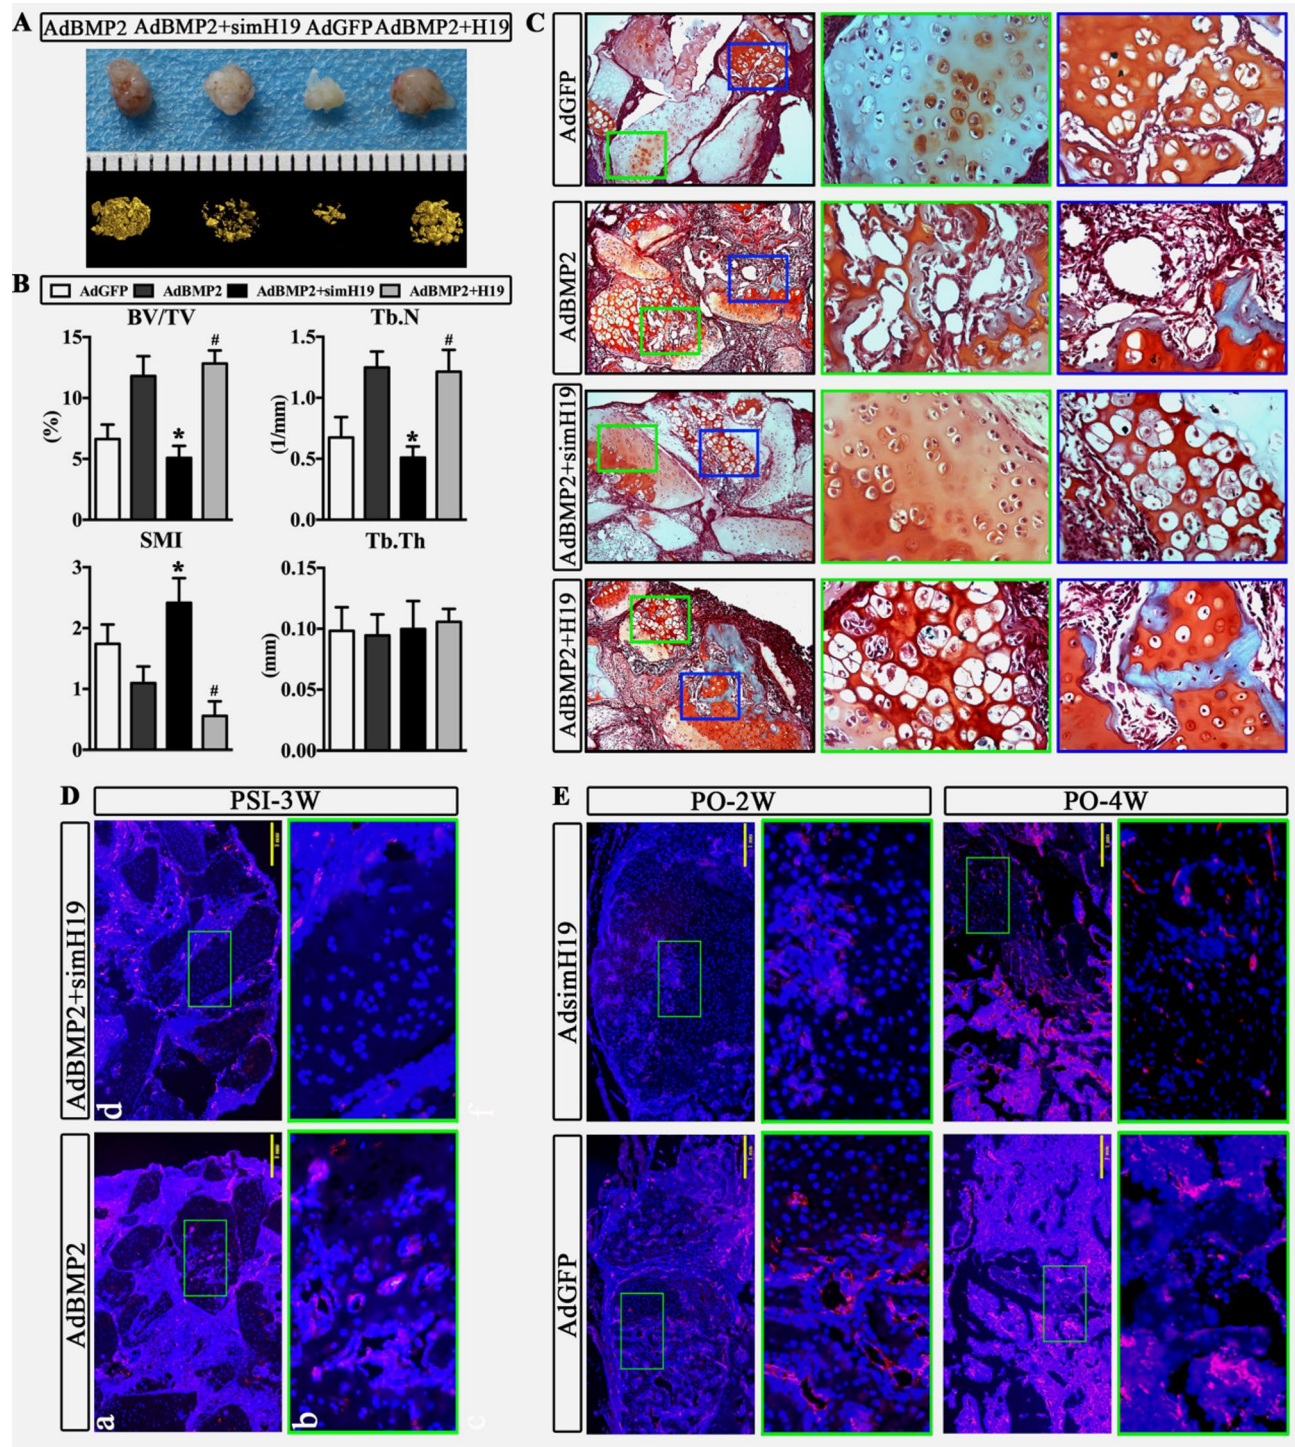 A
AdBMP2 AdBMP2+simH19 AdGFP AdBMP2+H19
B
AdGFP AdBMP2 AdBMP2+simH19 AdBMP2+H19
BV/TV
(%)
15
10
5
0
*
#
Tb.N
(1/mm)
1.5
1.0
0.5
0.0
*
#
SMI
3
2
1
0
*
#
Tb.Th
(mm)
0.15
0.10
0.05
0.00
C
AdGFP
AdBMP2
AdBMP2+simH19
AdBMP2+H19
D
PSI-3W
AdBMP2+simH19
d
f
AdBMP2
a
b
c
E
PO-2W
PO-4W
AdsimH19
AdGFP